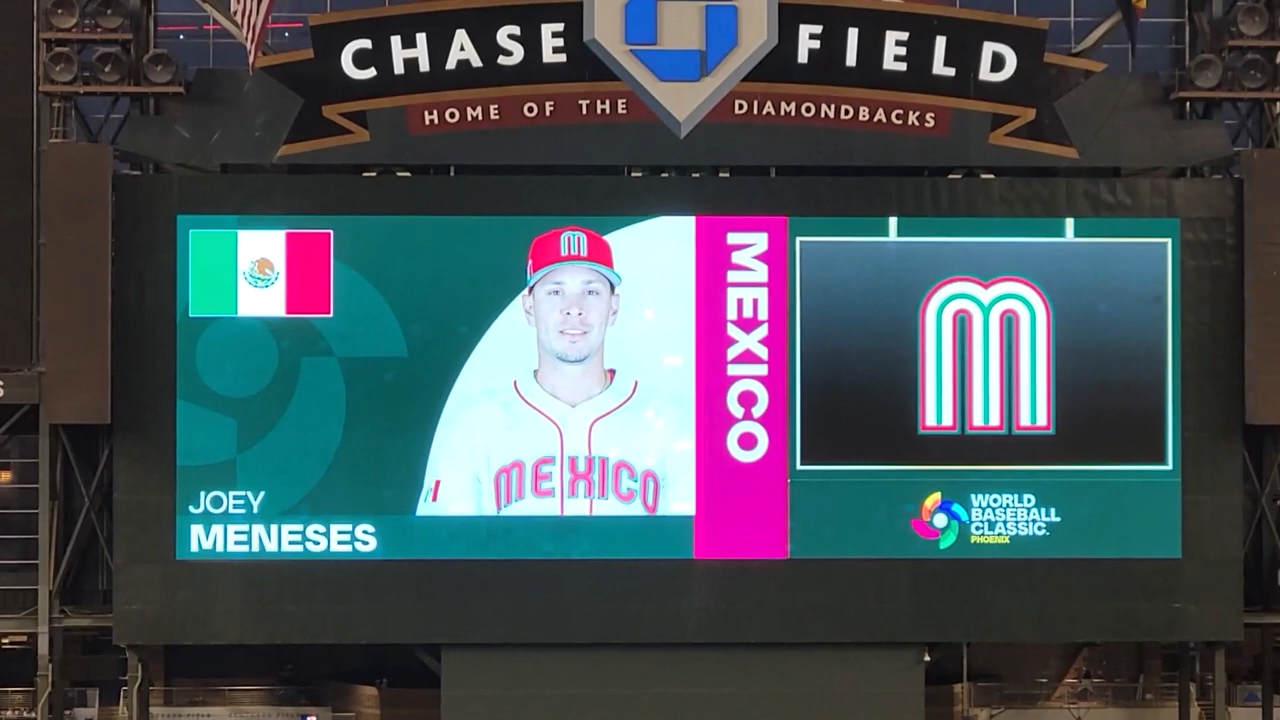 CHASE FIELD
HOME OF THE DIAMONDBACKS
m
MEXICO
JOEY
MENESES
MEXICO
m
WORLD
BASEBALL
CLASSIC.
PHOENIX